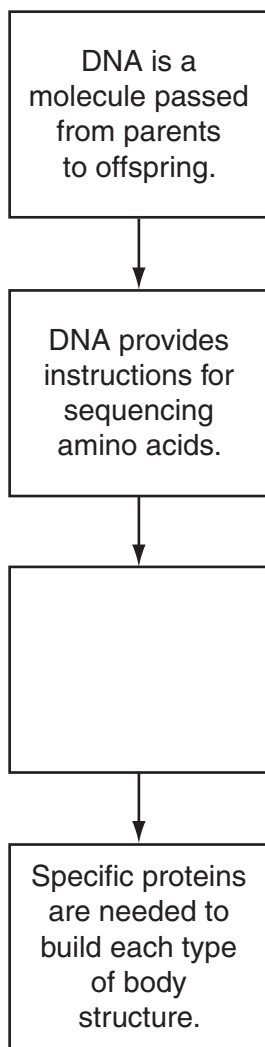 DNA is a
molecule passed
from parents
to offspring.
DNA provides
instructions for
sequencing
amino acids.
Specific proteins
are needed to
build each type
of body
structure.